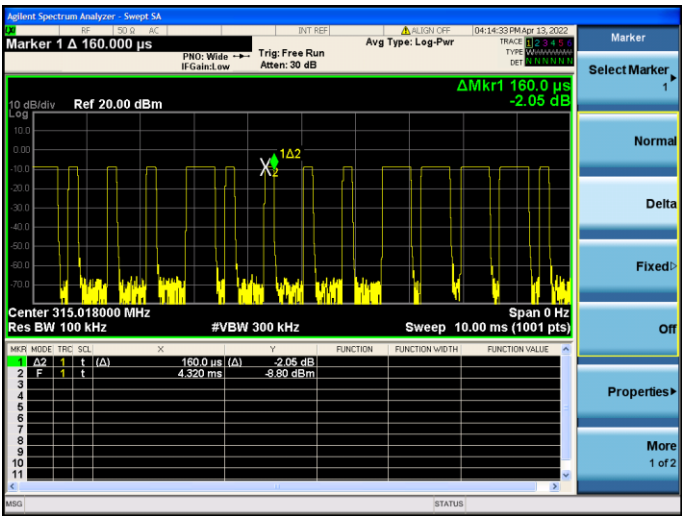 Agilent Spectrum Analyzer - Swept SA
RF 50 Ω AC INT REF ALIGN OFF 04:14:33 PM Apr 13, 2022
Marker 1 Δ 160.000 µs
PNO: Wide
IFGain:Low
Trig: Free Run
Atten: 30 dB
Avg Type: Log-Pwr
TRACE 1 2 3 4 5 6
TYPE WWWWWW
DET N N N N N N
ΔMkr1 160.0 µs
-2.05 dB
10 dB/div Ref 20.00 dBm
Log
10.0
0.00
-10.0
-20.0
-30.0
-40.0
-50.0
-60.0
-70.0
1Δ2
X2
Center 315.018000 MHz
Span 0 Hz
Res BW 100 kHz #VBW 300 kHz Sweep 10.00 ms (1001 pts)
MKR MODE TRC SCL X Y FUNCTION FUNCTION WIDTH FUNCTION VALUE
1 Δ2 1 t (Δ) 160.0 µs (Δ) -2.05 dB
2 F 1 t 4.320 ms -8.80 dBm
3
4
5
6
7
8
9
10
11
MSG STATUS
Marker
Select Marker
1
Normal
Delta
Fixed
Off
Properties
More
1 of 2